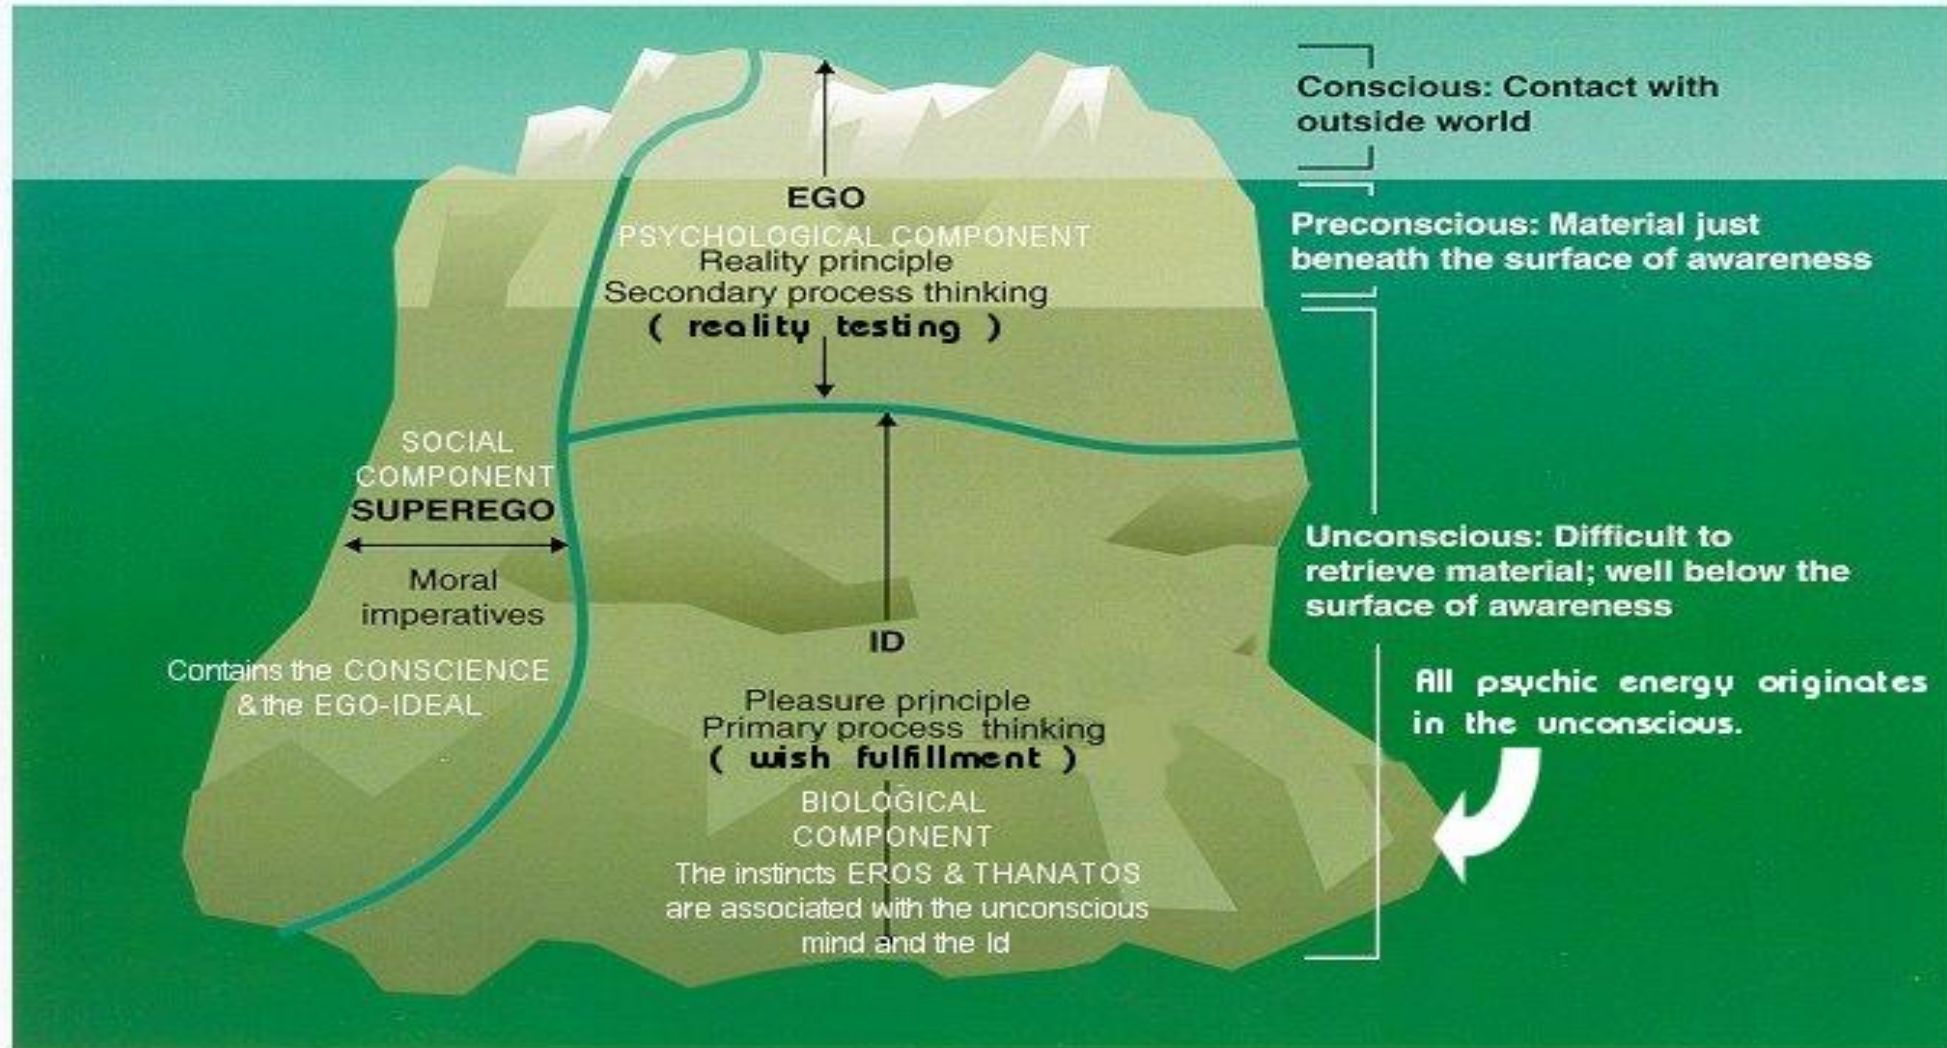 Conscious: Contact with
outside world
EGO
PSYCHOLOGICAL COMPONENT
Reality principle
Secondary process thinking
( reality testing )
Preconscious: Material just
beneath the surface of awareness
SOCIAL
COMPONENT
SUPEREGO
Moral
imperatives
Contains the CONSCIENCE
& the EGO-IDEAL
ID
Pleasure principle
Primary process thinking
( wish fulfillment )
BIOLOGICAL
COMPONENT
The instincts EROS & THANATOS
are associated with the unconscious
mind and the Id
Unconscious: Difficult to
retrieve material; well below the
surface of awareness
All psychic energy originates
in the unconscious.